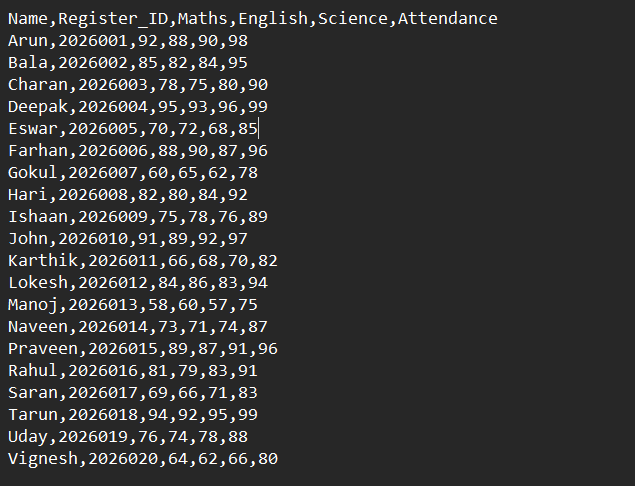 Name,Register_ID,Maths,English,Science,Attendance
Arun,2026001,92,88,90,98
Bala,2026002,85,82,84,95
Charan,2026003,78,75,80,90
Deepak,2026004,95,93,96,99
Eswar,2026005,70,72,68,85
Farhan,2026006,88,90,87,96
Gokul,2026007,60,65,62,78
Hari,2026008,82,80,84,92
Ishaan,2026009,75,78,76,89
John,2026010,91,89,92,97
Karthik,2026011,66,68,70,82
Lokesh,2026012,84,86,83,94
Manoj,2026013,58,60,57,75
Naveen,2026014,73,71,74,87
Praveen,2026015,89,87,91,96
Rahul,2026016,81,79,83,91
Saran,2026017,69,66,71,83
Tarun,2026018,94,92,95,99
Uday,2026019,76,74,78,88
Vignesh,2026020,64,62,66,80